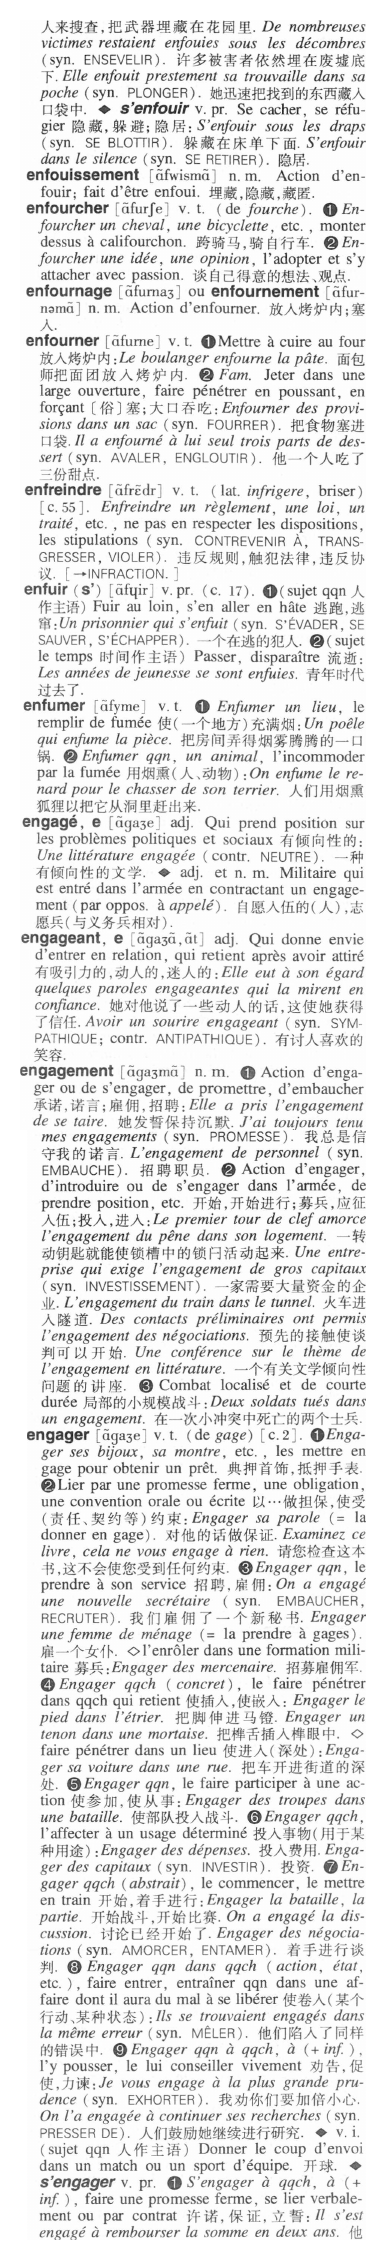 人来搜查,把武器埋藏在花园里. De nombreuses
victimes restaient enfouies sous les décombres
(syn. ENSEVELIR). 许多被害者依然埋在废墟底
下. Elle enfouit prestement sa trouvaille dans sa
poche (syn. PLONGER). 她迅速把找到的东西藏入
口袋中. ◆ s'enfouir v. pr. Se cacher, se réfu-
gier 隐藏,躲避;隐居: S'enfouir sous les draps
(syn. SE BLOTTIR). 躲藏在床单下面. S'enfouir
dans le silence (syn. SE RETIRER). 隐居.
enfouissement [ɑ̃fwismɑ̃] n. m. Action d'en-
fouir; fait d'être enfoui. 埋藏,隐藏,藏匿.
enfourcher [ɑ̃furʃe] v. t. (de fourche). ❶ En-
fourcher un cheval, une bicyclette, etc., monter
dessus à califourchon. 跨骑马,骑自行车. ❷ En-
fourcher une idée, une opinion, l'adopter et s'y
attacher avec passion. 谈自己得意的想法、观点.
enfournage [ɑ̃furnaʒ] ou enfournement [ɑ̃fur-
nəmɑ̃] n. m. Action d'enfourner. 放入烤炉内;塞
入.
enfourner [ɑ̃furne] v. t. ❶ Mettre à cuire au four
放入烤炉内: Le boulanger enfourne la pâte. 面包
师把面团放入烤炉内. ❷ Fam. Jeter dans une
large ouverture, faire pénétrer en poussant, en
forçant [俗]塞;大口吞吃: Enfourner des provi-
sions dans un sac (syn. FOURRER). 把食物塞进
口袋. Il a enfourné à lui seul trois parts de des-
sert (syn. AVALER, ENGLOUTIR). 他一个人吃了
三份甜点.
enfreindre [ɑ̃frɛ̃dr] v. t. (lat. infrigere, briser)
[c. 55]. Enfreindre un règlement, une loi, un
traité, etc., ne pas en respecter les dispositions,
les stipulations (syn. CONTREVENIR À, TRANS-
GRESSER, VIOLER). 违反规则,触犯法律,违反协
议. [→INFRACTION.]
enfuir (s') [ɑ̃fɥir] v. pr. (c. 17). ❶ (sujet qqn 人
作主语) Fuir au loin, s'en aller en hâte 逃跑,逃
窜: Un prisonnier qui s'enfuit (syn. S'ÉVADER, SE
SAUVER, S'ÉCHAPPER). 一个在逃的犯人. ❷ (sujet
le temps 时间作主语) Passer, disparaître 流逝:
Les années de jeunesse se sont enfuies. 青年时代
过去了.
enfumer [ɑ̃fyme] v. t. ❶ Enfumer un lieu, le
remplir de fumée 使(一个地方)充满烟: Un poêle
qui enfume la pièce. 把房间弄得烟雾腾腾的一口
锅. ❷ Enfumer qqn, un animal, l'incommoder
par la fumée 用烟熏(人、动物): On enfume le re-
nard pour le chasser de son terrier. 人们用烟熏
狐狸以把它从洞里赶出来.
engagé, e [ɑ̃gaʒe] adj. Qui prend position sur
les problèmes politiques et sociaux 有倾向性的:
Une littérature engagée (contr. NEUTRE). 一种
有倾向性的文学. ◆ adj. et n. m. Militaire qui
est entré dans l'armée en contractant un engage-
ment (par oppos. à appelé). 自愿入伍的(人),志
愿兵(与义务兵相对).
engageant, e [ɑ̃gaʒɑ̃, ɑ̃t] adj. Qui donne envie
d'entrer en relation, qui retient après avoir attiré
有吸引力的,动人的,迷人的: Elle eut à son égard
quelques paroles engageantes qui la mirent en
confiance. 她对他说了一些动人的话,这使她获得
了信任. Avoir un sourire engageant (syn. SYM-
PATHIQUE; contr. ANTIPATHIQUE). 有讨人喜欢的
笑容.
engagement [ɑ̃gaʒmɑ̃] n. m. ❶ Action d'enga-
ger ou de s'engager, de promettre, d'embaucher
承诺,诺言;雇佣,招聘: Elle a pris l'engagement
de se taire. 她发誓保持沉默. J'ai toujours tenu
mes engagements (syn. PROMESSE). 我总是信
守我的诺言. L'engagement de personnel (syn.
EMBAUCHE). 招聘职员. ❷ Action d'engager,
d'introduire ou de s'engager dans l'armée, de
prendre position, etc. 开始,开始进行;募兵,应征
入伍;投入,进入: Le premier tour de clef amorce
l'engagement du pêne dans son logement. 一转
动钥匙就能使锁槽中的锁闩活动起来. Une entre-
prise qui exige l'engagement de gros capitaux
(syn. INVESTISSEMENT). 一家需要大量资金的企
业. L'engagement du train dans le tunnel. 火车进
入隧道. Des contacts préliminaires ont permis
l'engagement des négociations. 预先的接触使谈
判可以开始. Une conférence sur le thème de
l'engagement en littérature. 一个有关文学倾向性
问题的讲座. ❸ Combat localisé et de courte
durée 局部的小规模战斗: Deux soldats tués dans
un engagement. 在一次小冲突中死亡的两个士兵.
engager [ɑ̃gaʒe] v. t. (de gage) [c. 2]. ❶ Enga-
ger ses bijoux, sa montre, etc., les mettre en
gage pour obtenir un prêt. 典押首饰,抵押手表.
❷ Lier par une promesse ferme, une obligation,
une convention orale ou écrite 以…做担保,使受
(责任、契约等)约束: Engager sa parole (= la
donner en gage). 对他的话做保证. Examinez ce
livre, cela ne vous engage à rien. 请您检查这本
书,这不会使您受到任何约束. ❸ Engager qqn, le
prendre à son service 招聘,雇佣: On a engagé
une nouvelle secrétaire (syn. EMBAUCHER,
RECRUTER). 我们雇佣了一个新秘书. Engager
une femme de ménage (= la prendre à gages).
雇一个女仆. ◇ l'enrôler dans une formation mili-
taire 募兵: Engager des mercenaire. 招募雇佣军.
❹ Engager qqch (concret), le faire pénétrer
dans qqch qui retient 使插入,使嵌入: Engager le
pied dans l'étrier. 把脚伸进马镫. Engager un
tenon dans une mortaise. 把榫舌插入榫眼中. ◇
faire pénétrer dans un lieu 使进入(深处): Enga-
ger sa voiture dans une rue. 把车开进街道的深
处. ❺ Engager qqn, le faire participer à une ac-
tion 使参加,使从事: Engager des troupes dans
une bataille. 使部队投入战斗. ❻ Engager qqch,
l'affecter à un usage déterminé 投入事物(用于某
种用途): Engager des dépenses. 投入费用. Enga-
ger des capitaux (syn. INVESTIR). 投资. ❼ En-
gager qqch (abstrait), le commencer, le mettre
en train 开始,着手进行: Engager la bataille, la
partie. 开始战斗,开始比赛. On a engagé la dis-
cussion. 讨论已经开始了. Engager des négocia-
tions (syn. AMORCER, ENTAMER). 着手进行谈
判. ❽ Engager qqn dans qqch (action, état,
etc.), faire entrer, entraîner qqn dans une af-
faire dont il aura du mal à se libérer 使卷入(某个
行动、某种状态): Ils se trouvaient engagés dans
la même erreur (syn. MÊLER). 他们陷入了同样
的错误中. ❾ Engager qqn à qqch, à (+ inf.),
l'y pousser, le lui conseiller vivement 劝告,促
使,力谏: Je vous engage à la plus grande pru-
dence (syn. EXHORTER). 我劝你们要加倍小心.
On l'a engagée à continuer ses recherches (syn.
PRESSER DE). 人们鼓励她继续进行研究. ◆ v. i.
(sujet qqn 人作主语) Donner le coup d'envoi
dans un match ou un sport d'équipe. 开球. ◆
s'engager v. pr. ❶ S'engager à qqch, à (+
inf.), faire une promesse ferme, se lier verbale-
ment ou par contrat 许诺,保证,立誓: Il s'est
engagé à rembourser la somme en deux ans. 他